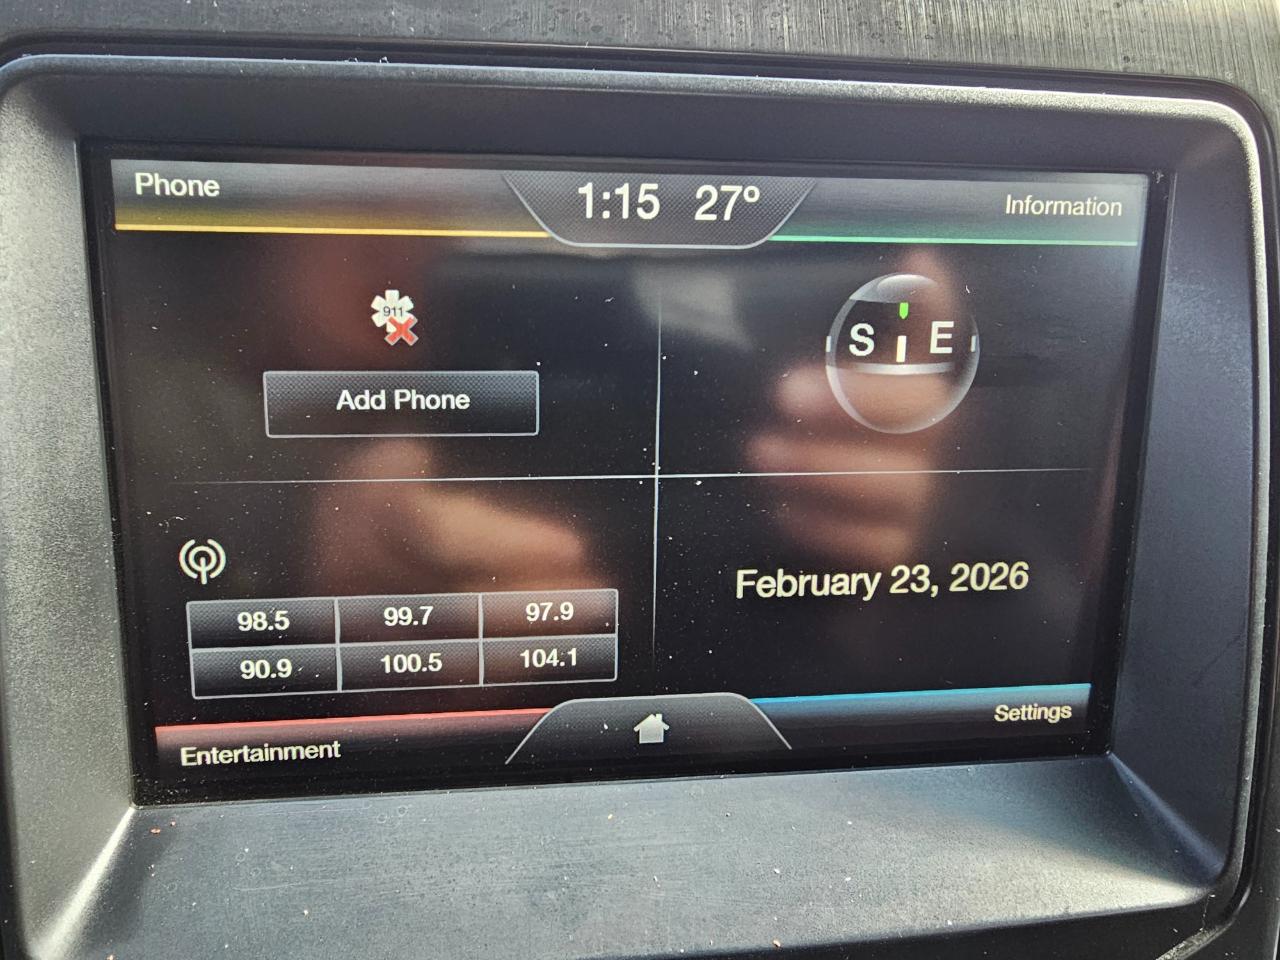 Phone
1:15 27°
Information
911
S E
Add Phone
98.5 99.7 97.9
90.9 100.5 104.1
February 23, 2026
Entertainment
Settings